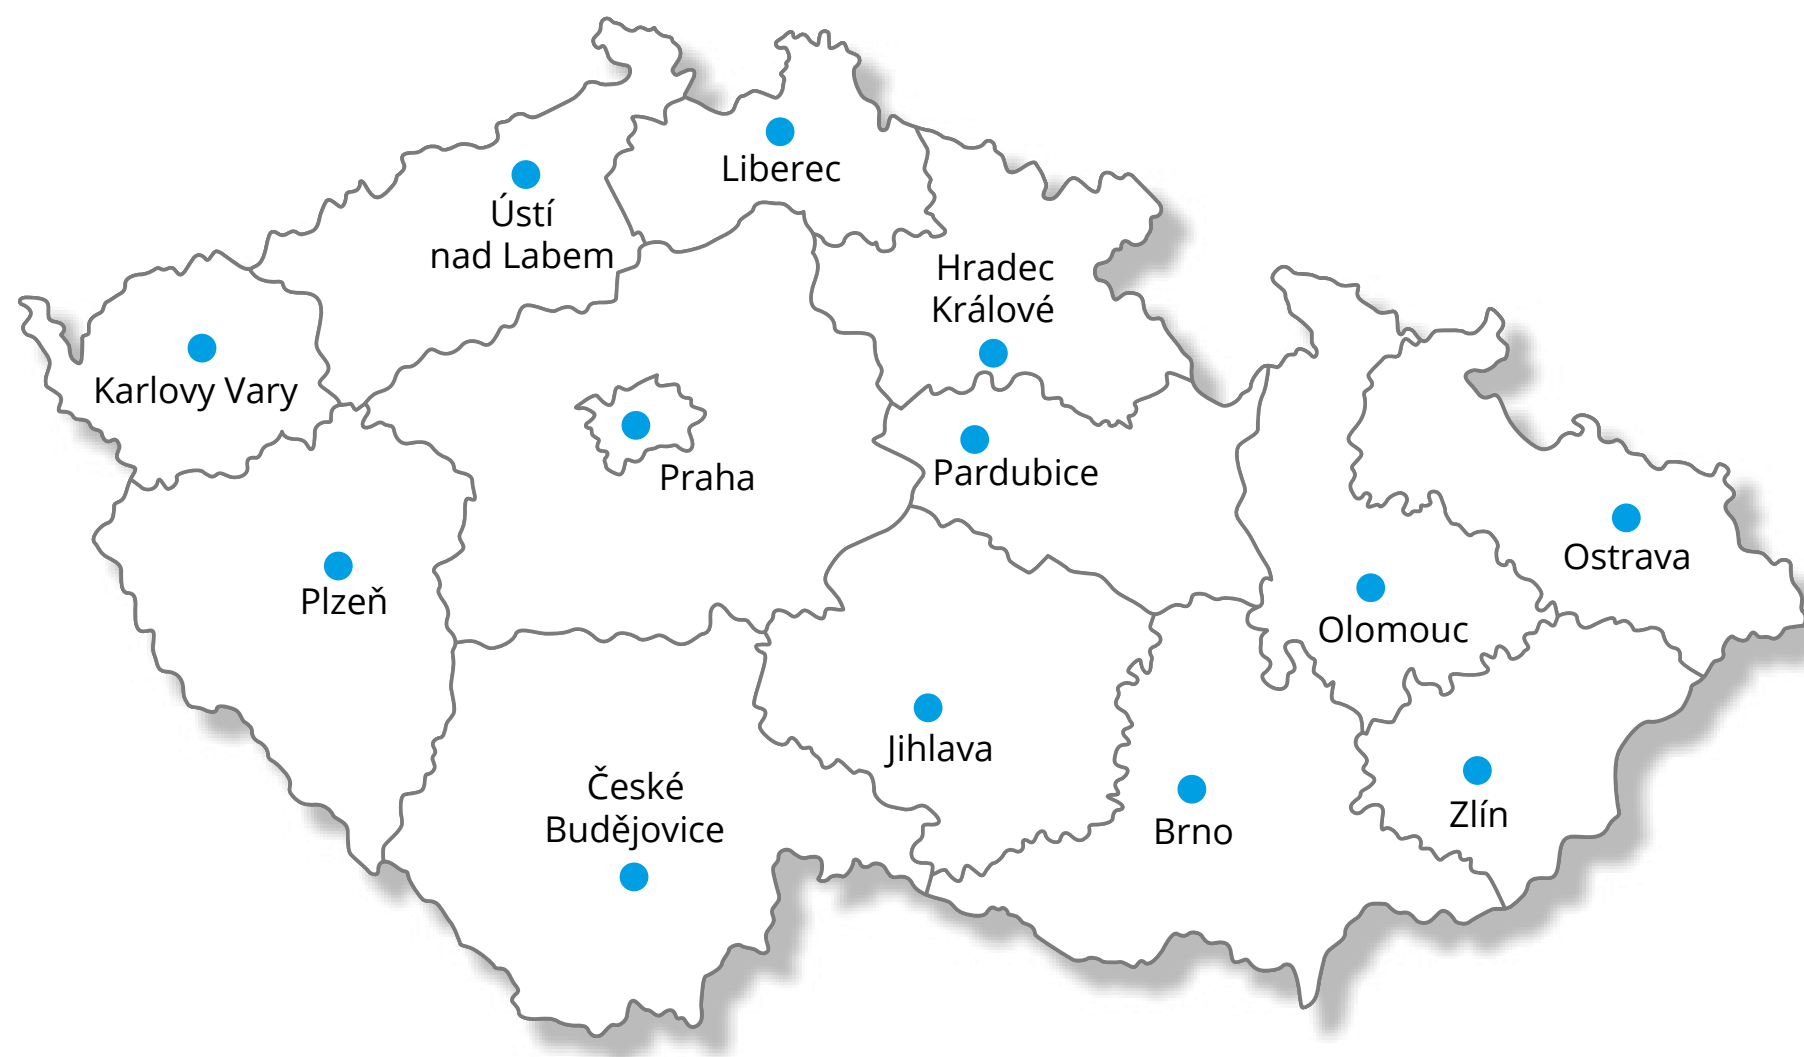 Liberec
Ústí
nad Labem
Hradec
Králové
Karlovy Vary
Praha
Pardubice
Ostrava
Plzeň
Olomouc
Jihlava
České
Budějovice
Brno
Zlín